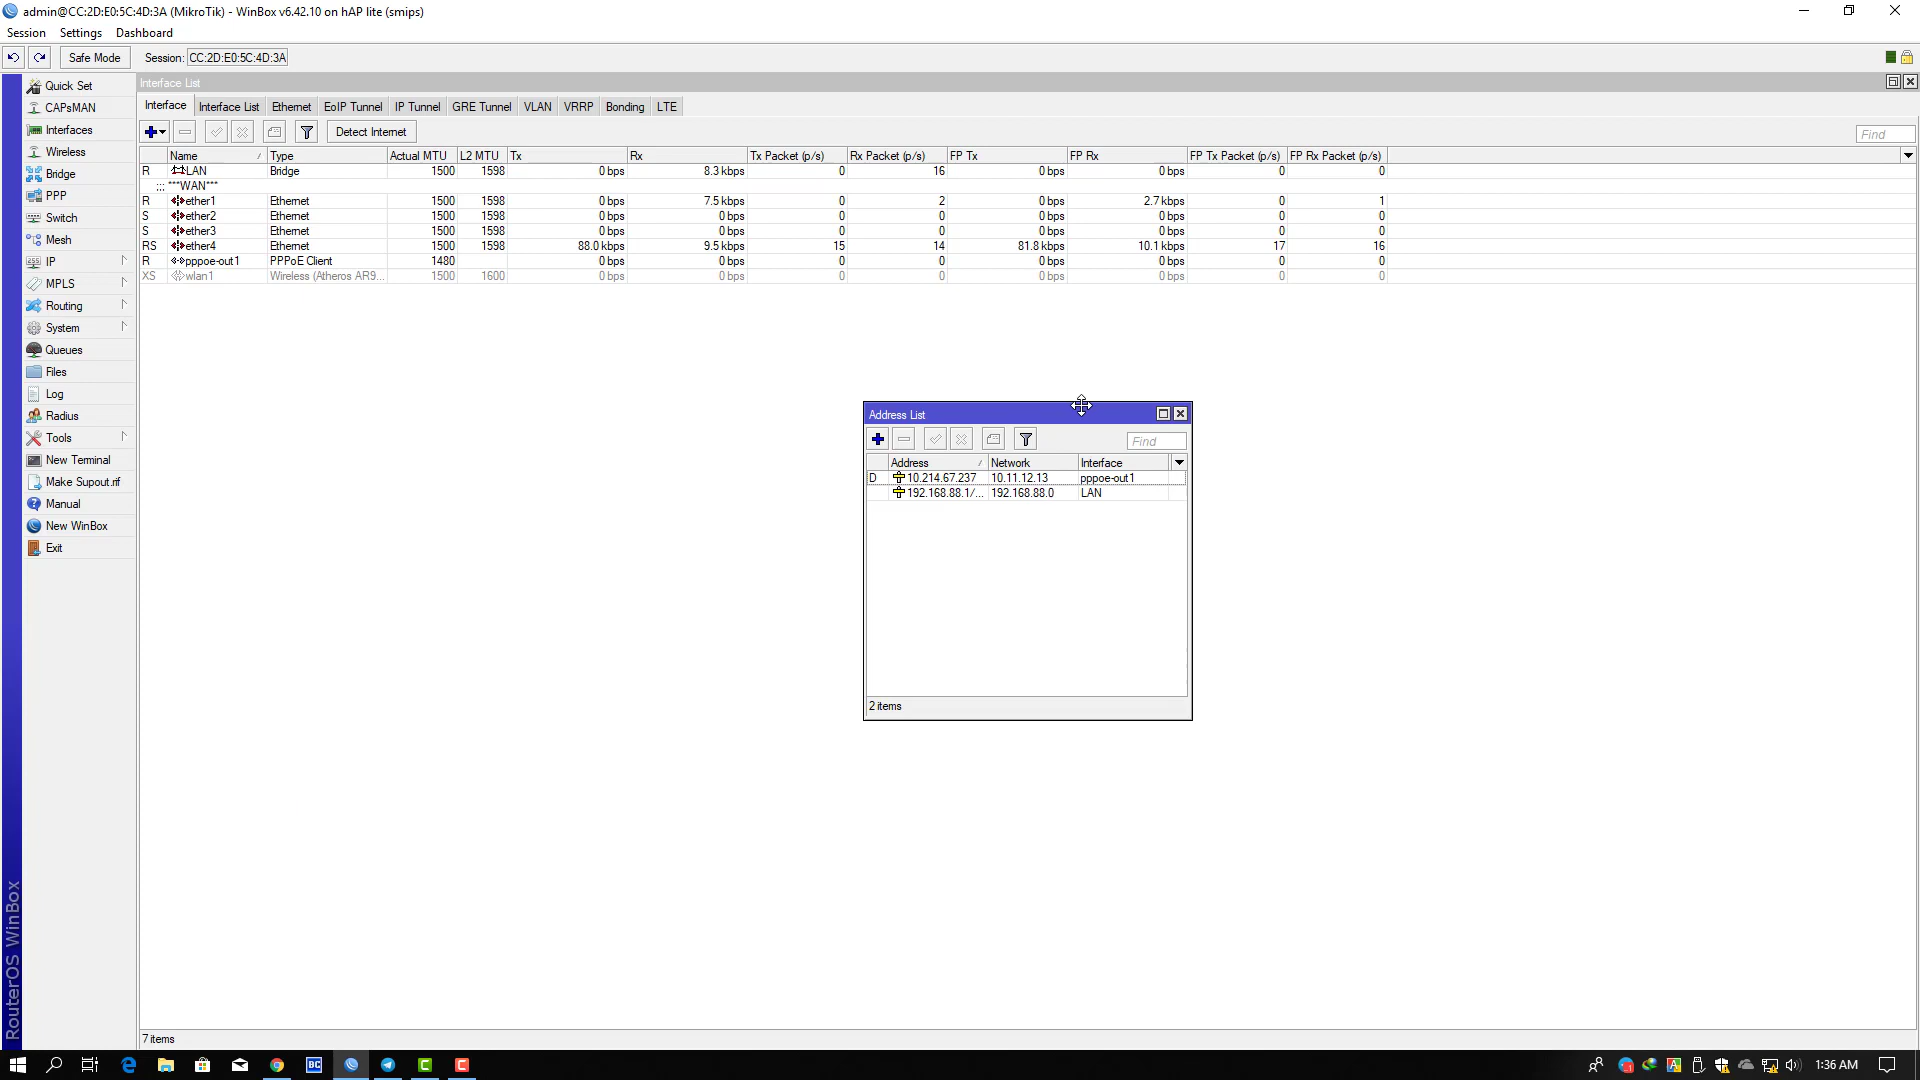 admin@CC:2D:E0:5C:4D:3A (MikroTik) - WinBox v6.42.10 on hAP lite (smips)
Session Settings Dashboard
Safe Mode Session: CC:2D:E0:5C:4D:3A
Quick Set
CAPsMAN
Interfaces
Wireless
Bridge
PPP
Switch
Mesh
IP
MPLS
Routing
System
Queues
Files
Log
Radius
Tools
New Terminal
Make Supout.rif
Manual
New WinBox
Exit
RouterOS WinBox
Interface List
Interface Interface List Ethernet EoIP Tunnel IP Tunnel GRE Tunnel VLAN VRRP Bonding LTE
Detect Internet Find
Name / Type Actual MTU L2 MTU Tx Rx Tx Packet (p/s) Rx Packet (p/s) FP Tx FP Rx FP Tx Packet (p/s) FP Rx Packet (p/s)
R LAN Bridge 1500 1598 0 bps 8.3 kbps 0 16 0 bps 0 bps 0 0
;;; ***WAN***
R ether1 Ethernet 1500 1598 0 bps 7.5 kbps 0 2 0 bps 2.7 kbps 0 1
S ether2 Ethernet 1500 1598 0 bps 0 bps 0 0 0 bps 0 bps 0 0
S ether3 Ethernet 1500 1598 0 bps 0 bps 0 0 0 bps 0 bps 0 0
RS ether4 Ethernet 1500 1598 88.0 kbps 9.5 kbps 15 14 81.8 kbps 10.1 kbps 17 16
R pppoe-out1 PPPoE Client 1480 0 bps 0 bps 0 0 0 bps 0 bps 0 0
XS wlan1 Wireless (Atheros AR9... 1500 1600 0 bps 0 bps 0 0 0 bps 0 bps 0 0
Address List
Find
Address / Network Interface
D 10.214.67.237 10.11.12.13 pppoe-out1
192.168.88.1/... 192.168.88.0 LAN
2 items
7 items
BC C C A 1:36 AM